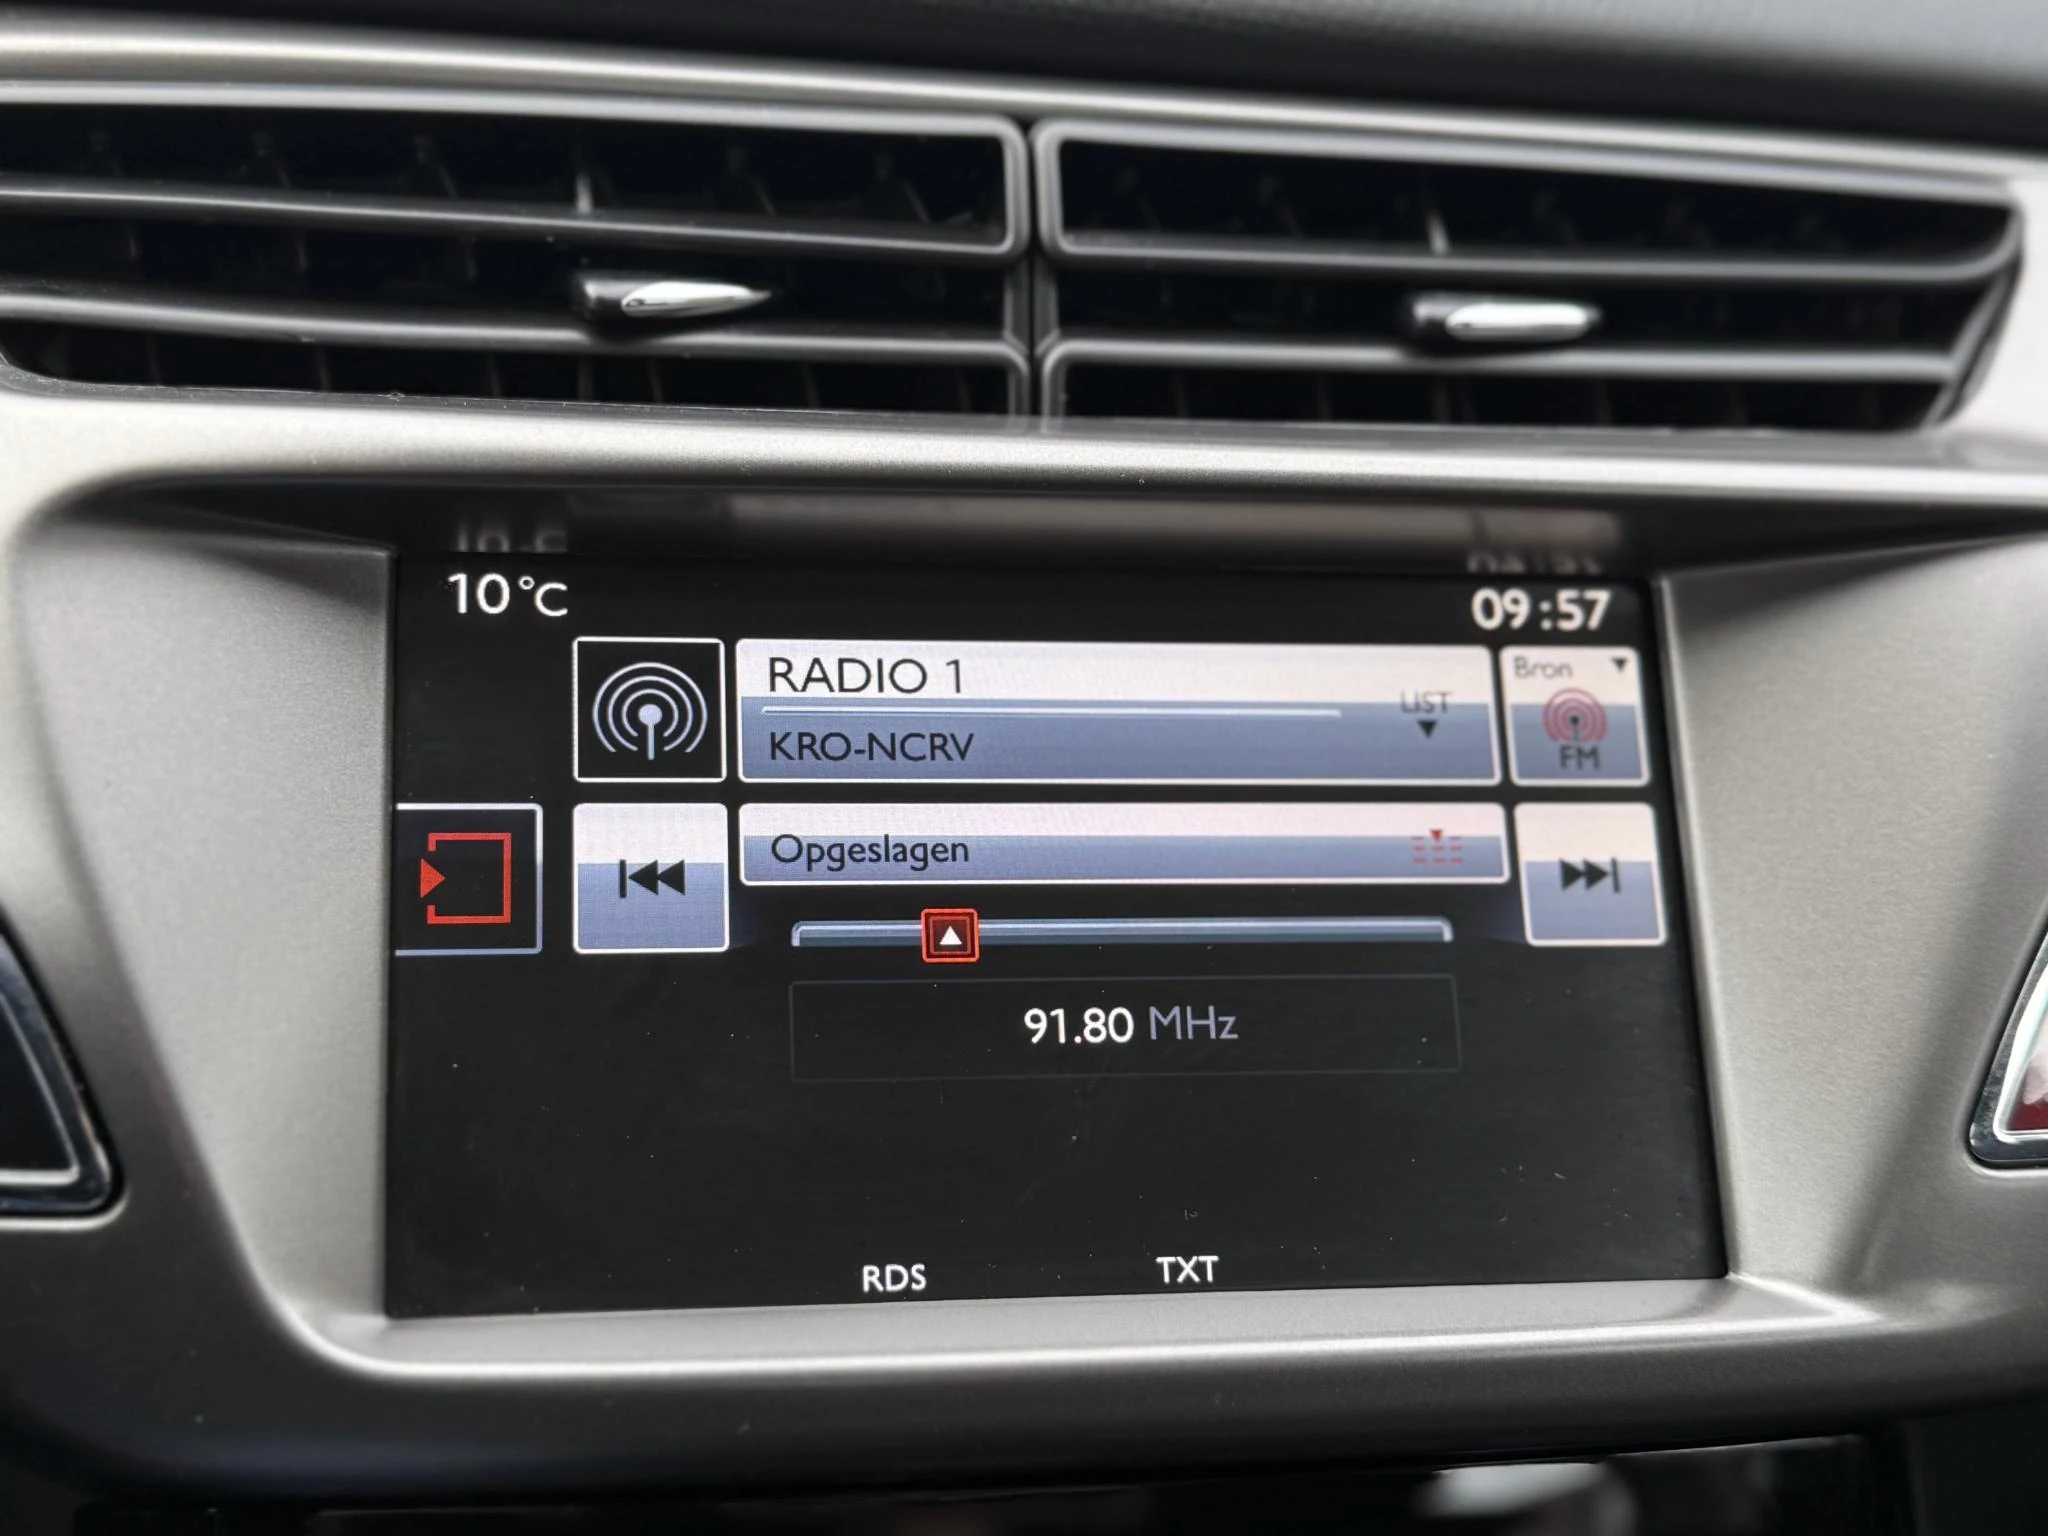 10°C
09:57
RADIO 1
LIST
KRO-NCRV
Bron
FM
Opgeslagen
91.80 MHz
RDS
TXT